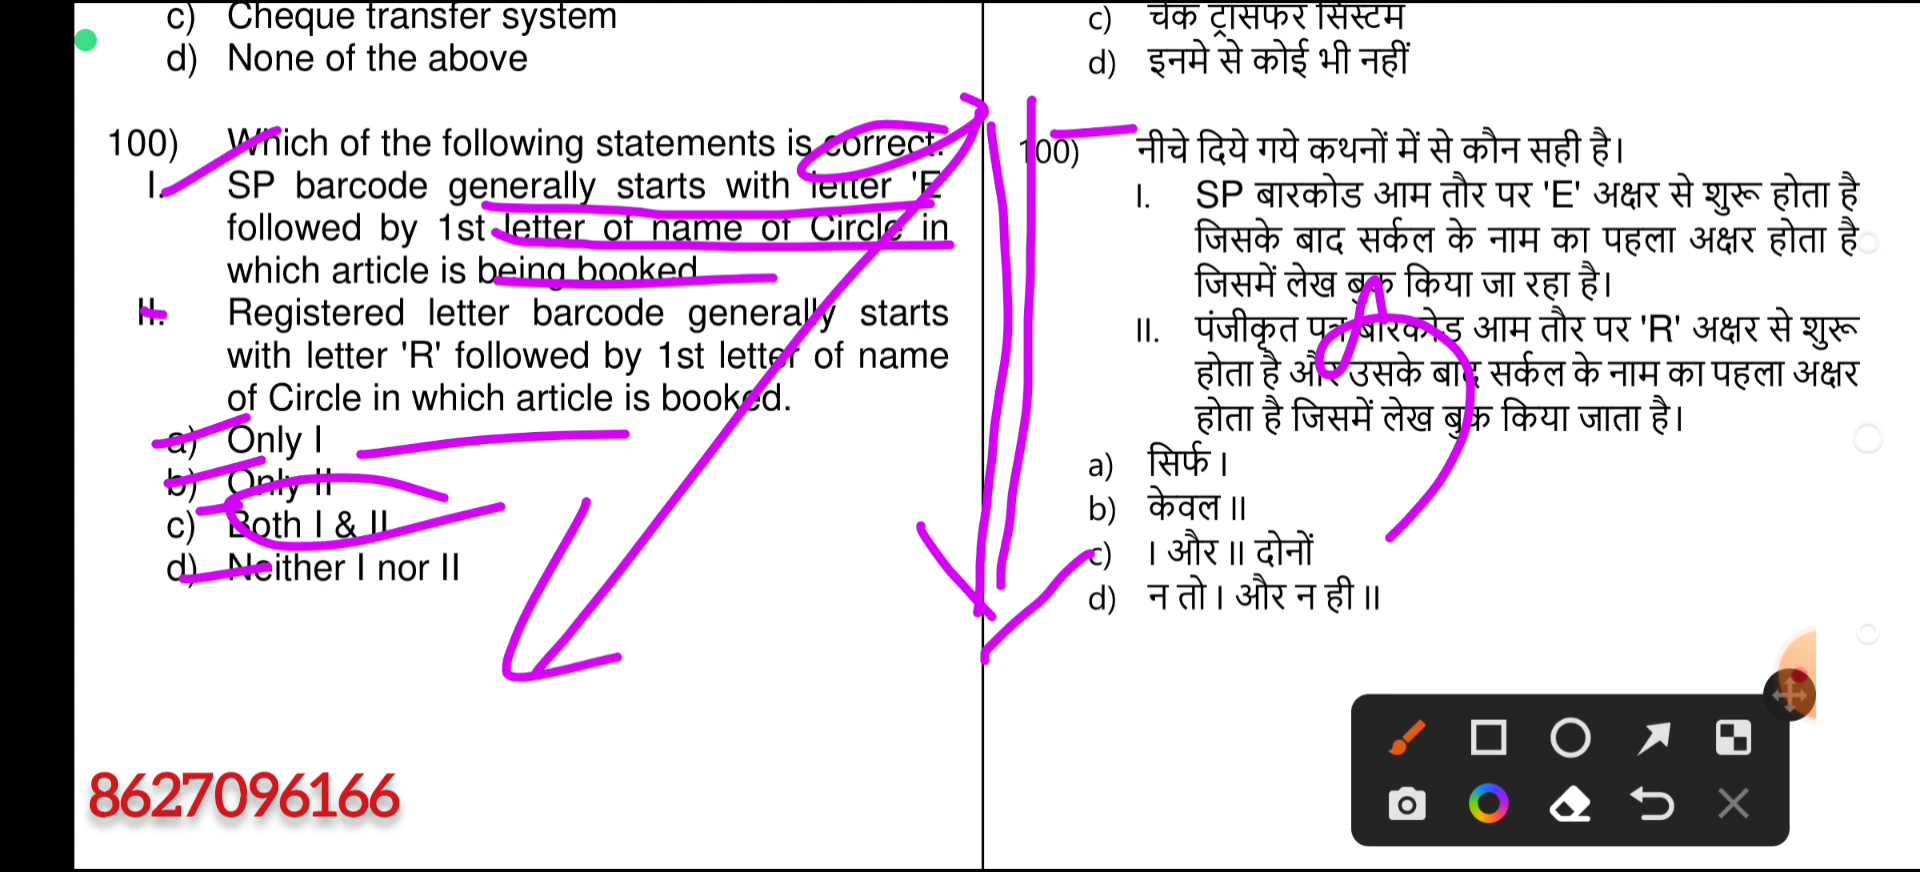 c) Cheque transfer system
d) None of the above
100) Which of the following statements is correct.
I. SP barcode generally starts with letter 'E
followed by 1st letter of name of Circle in
which article is being booked
II. Registered letter barcode generally starts
with letter 'R' followed by 1st letter of name
of Circle in which article is booked.
a) Only I
b) Only II
c) Both I & II
d) Neither I nor II
8627096166
c) चेक ट्रांसफर सिस्टम
d) इनमे से कोई भी नहीं
100) नीचे दिये गये कथनों में से कौन सही है।
I. SP बारकोड आम तौर पर 'E' अक्षर से शुरू होता है
जिसके बाद सर्कल के नाम का पहला अक्षर होता है
जिसमें लेख बुक किया जा रहा है।
II. पंजीकृत पत्र बारकोड आम तौर पर 'R' अक्षर से शुरू
होता है और उसके बाद सर्कल के नाम का पहला अक्षर
होता है जिसमें लेख बुक किया जाता है।
a) सिर्फ I
b) केवल II
c) I और II दोनों
d) न तो I और न ही II